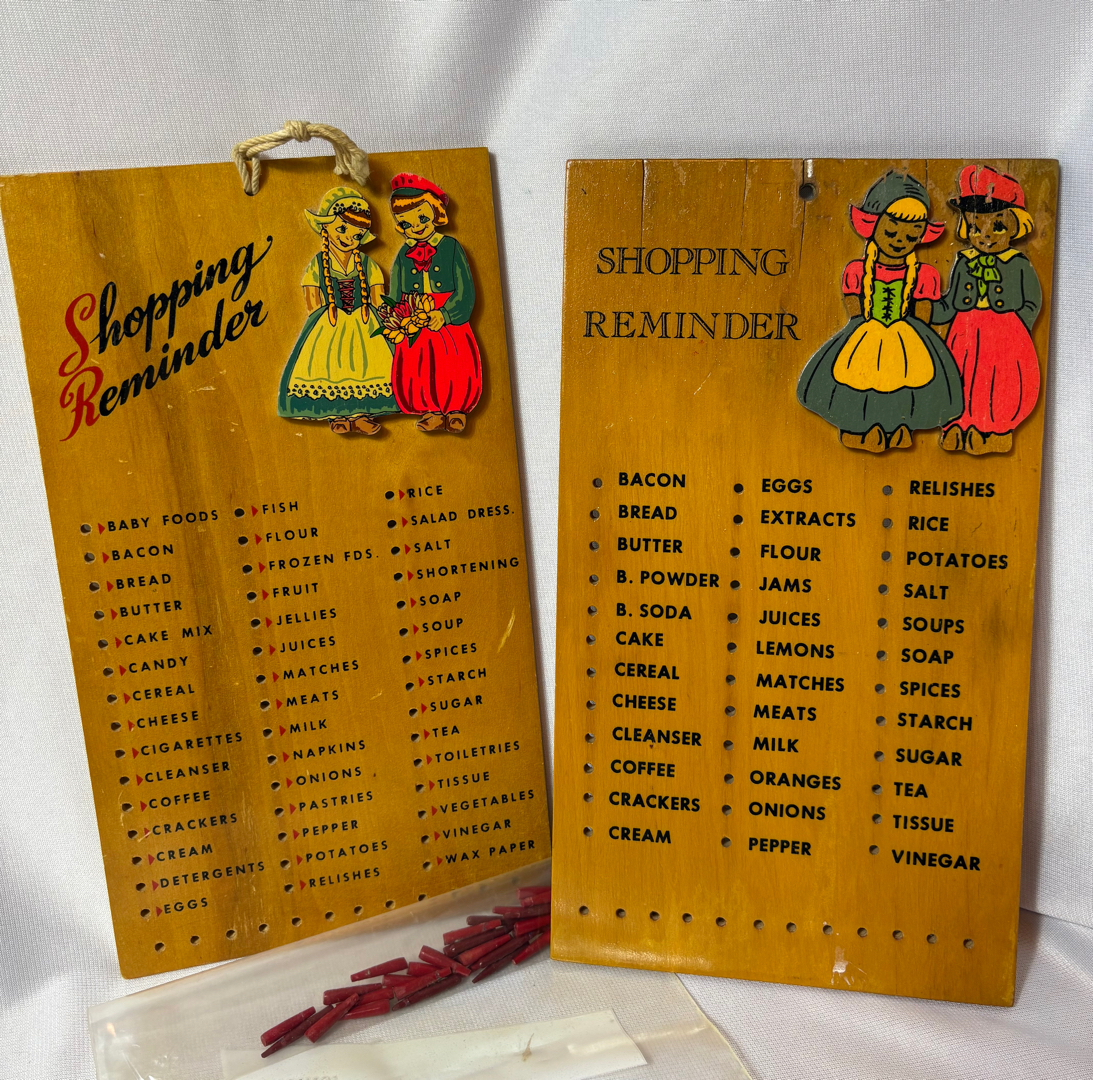 Shopping
Reminder
BABY FOODS
BACON
BREAD
BUTTER
CAKE MIX
CANDY
CEREAL
CHEESE
CIGARETTES
CLEANSER
COFFEE
CRACKERS
CREAM
DETERGENTS
EGGS
FISH
FLOUR
FROZEN FDS.
FRUIT
JELLIES
JUICES
MATCHES
MEATS
MILK
NAPKINS
ONIONS
PASTRIES
PEPPER
POTATOES
RELISHES
RICE
SALAD DRESS.
SALT
SHORTENING
SOAP
SOUP
SPICES
STARCH
SUGAR
TEA
TOILETRIES
TISSUE
VEGETABLES
VINEGAR
WAX PAPER
SHOPPING
REMINDER
BACON
BREAD
BUTTER
B. POWDER
B. SODA
CAKE
CEREAL
CHEESE
CLEANSER
COFFEE
CRACKERS
CREAM
EGGS
EXTRACTS
FLOUR
JAMS
JUICES
LEMONS
MATCHES
MEATS
MILK
ORANGES
ONIONS
PEPPER
RELISHES
RICE
POTATOES
SALT
SOUPS
SOAP
SPICES
STARCH
SUGAR
TEA
TISSUE
VINEGAR